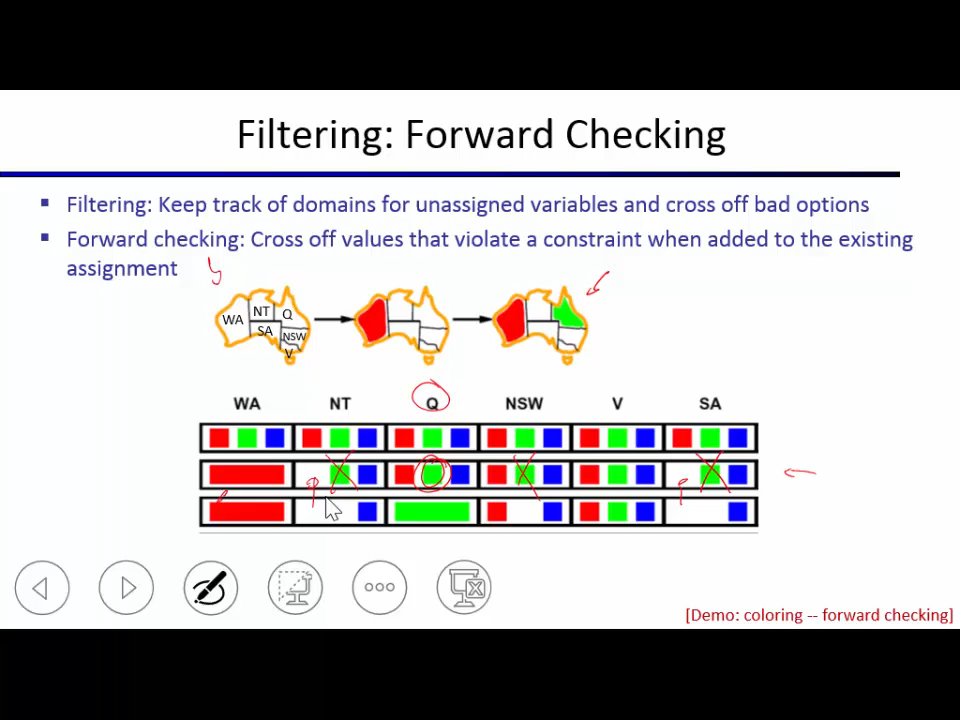 Filtering: Forward Checking
Filtering: Keep track of domains for unassigned variables and cross off bad options
Forward checking: Cross off values that violate a constraint when added to the existing
assignment
WA NT Q
SA NSW
V
WA NT Q NSW V SA
[Demo: coloring -- forward checking]